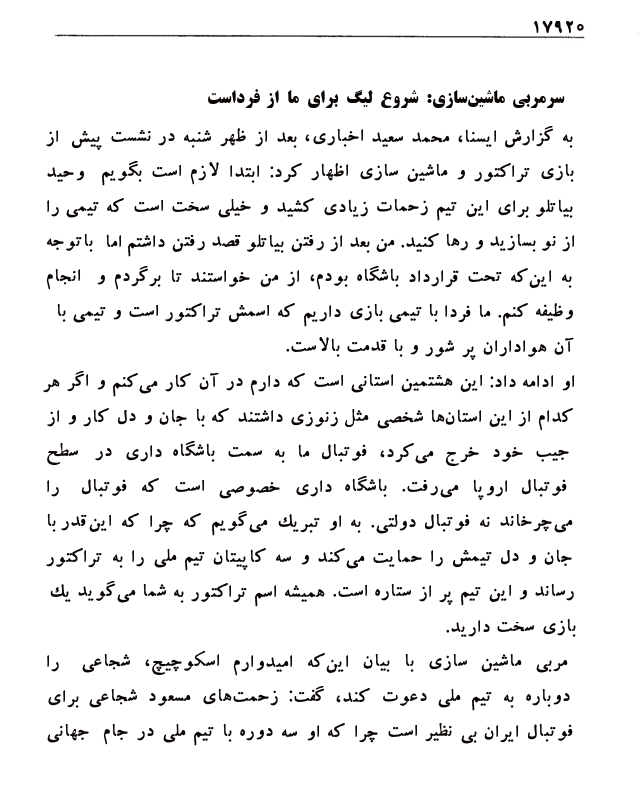 ۱۷۹۲۰
سرمربی ماشین‌سازی: شروع لیگ برای ما از فرداست
به گزارش ایسنا، محمد سعید اخباری، بعد از ظهر شنبه در نشست پیش از
بازی تراکتور و ماشین سازی اظهار کرد: ابتدا لازم است بگویم وحید
بیاتلو برای این تیم زحمات زیادی کشید و خیلی سخت است که تیمی را
از نو بسازید و رها کنید. من بعد از رفتن بیاتلو قصد رفتن داشتم اما باتوجه
به این‌که تحت قرارداد باشگاه بودم، از من خواستند تا برگردم و انجام
وظیفه کنم. ما فردا با تیمی بازی داریم که اسمش تراکتور است و تیمی با
آن هواداران پر شور و با قدمت بالاست.
او ادامه داد: این هشتمین استانی است که دارم در آن کار می‌کنم و اگر هر
کدام از این استان‌ها شخصی مثل زنوزی داشتند که با جان و دل کار و از
جیب خود خرج می‌کرد، فوتبال ما به سمت باشگاه داری در سطح
فوتبال اروپا می‌رفت. باشگاه داری خصوصی است که فوتبال را
می‌چرخاند نه فوتبال دولتی. به او تبریك می‌گویم که چرا که این‌قدر با
جان و دل تیمش را حمایت می‌کند و سه کاپیتان تیم ملی را به تراکتور
رساند و این تیم پر از ستاره است. همیشه اسم تراکتور به شما می‌گوید یك
بازی سخت دارید.
مربی ماشین سازی با بیان این‌که امیدوارم اسکوچیچ، شجاعی را
دوباره به تیم ملی دعوت کند، گفت: زحمت‌های مسعود شجاعی برای
فوتبال ایران بی نظیر است چرا که او سه دوره با تیم ملی در جام جهانی